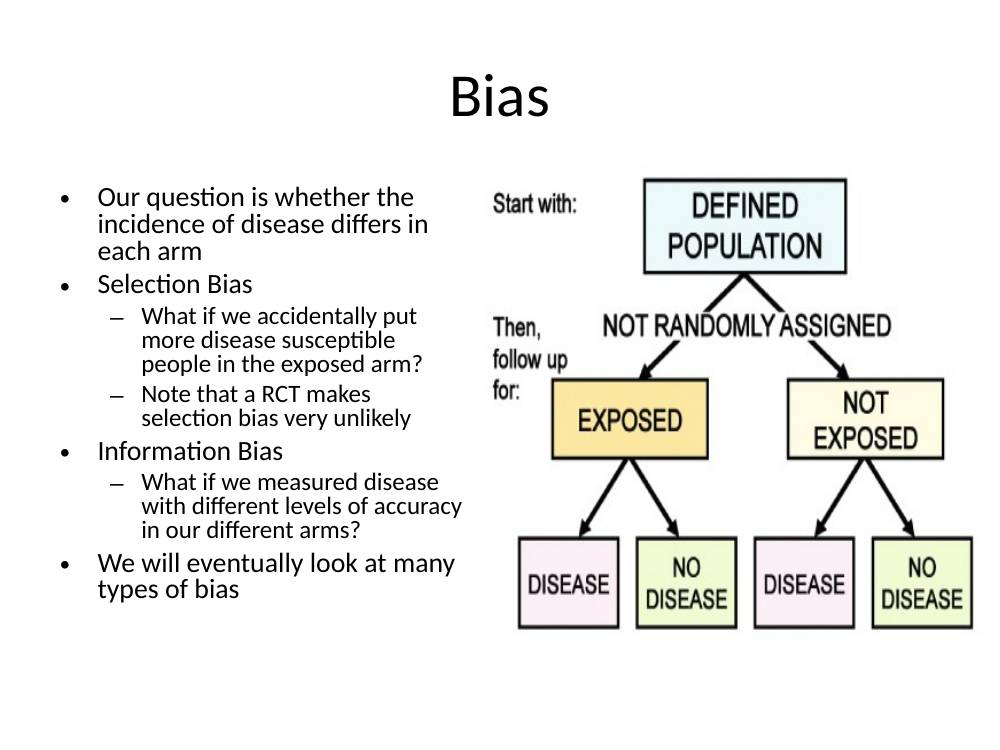 Bias
• Our question is whether the
incidence of disease differs in
each arm
• Selection Bias
– What if we accidentally put
more disease susceptible
people in the exposed arm?
– Note that a RCT makes
selection bias very unlikely
• Information Bias
– What if we measured disease
with different levels of accuracy
in our different arms?
• We will eventually look at many
types of bias
Start with:
DEFINED
POPULATION
Then,
follow up
for:
NOT RANDOMLY ASSIGNED
EXPOSED
NOT
EXPOSED
DISEASE
NO
DISEASE
DISEASE
NO
DISEASE